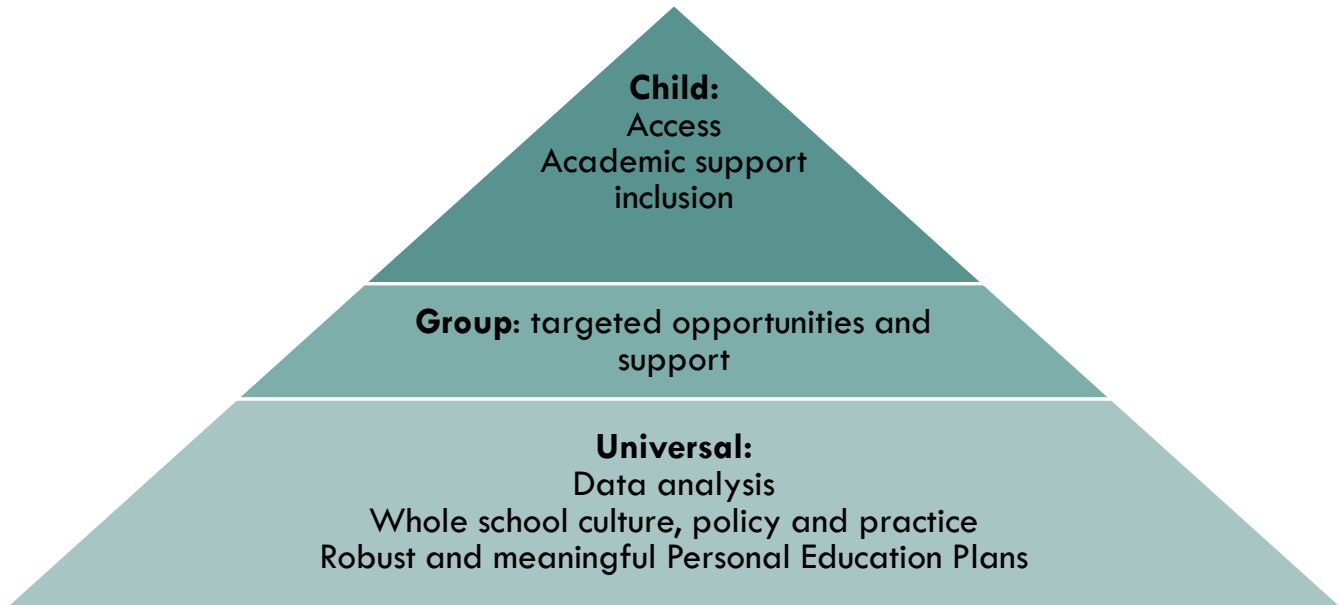 Child:
Access
Academic support
inclusion
Group: targeted opportunities and
support
Universal:
Data analysis
Whole school culture, policy and practice
Robust and meaningful Personal Education Plans